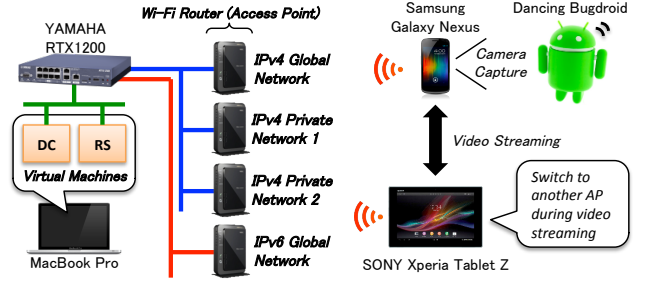 YAMAHA
RTX1200
Wi-Fi Router (Access Point)
IPv4 Global
Network
IPv4 Private
Network 1
IPv4 Private
Network 2
IPv6 Global
Network
DC
RS
Virtual Machines
MacBook Pro
Samsung
Galaxy Nexus
Dancing Bugdroid
Camera
Capture
Video Streaming
Switch to
another AP
during video
streaming
SONY Xperia Tablet Z